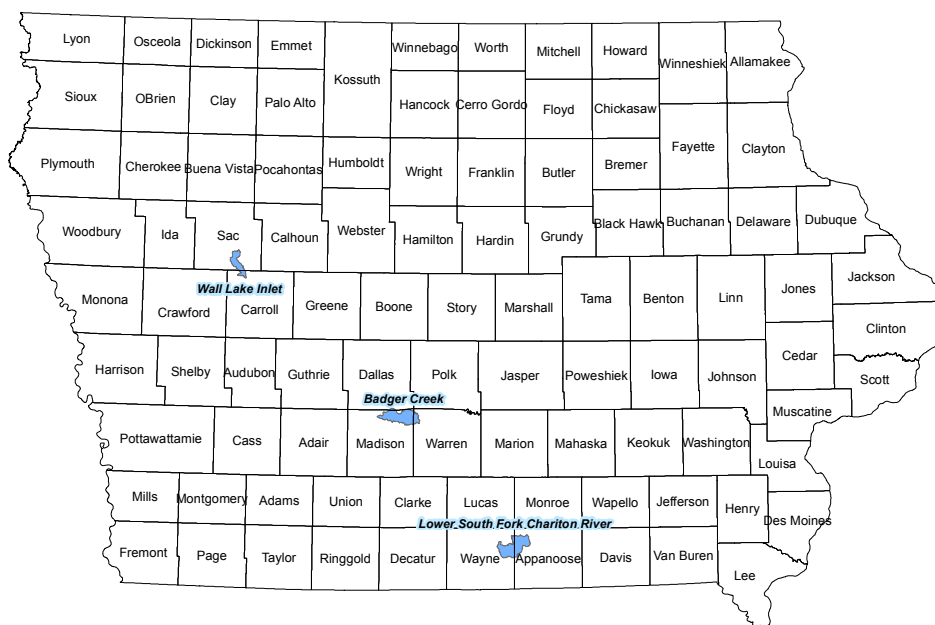 Lyon Osceola Dickinson Emmet Winnebago Worth Mitchell Howard
Kossuth Winneshiek Allamakee
Sioux OBrien Clay Palo Alto Hancock Cerro Gordo Floyd Chickasaw
Plymouth Cherokee Buena Vista Pocahontas Humboldt Wright Franklin Butler Bremer Fayette Clayton
Woodbury Ida Sac Calhoun Webster Hamilton Hardin Grundy Black Hawk Buchanan Delaware Dubuque
Wall Lake Inlet
Monona Crawford Carroll Greene Boone Story Marshall Tama Benton Linn Jones Jackson
Clinton
Harrison Shelby Audubon Guthrie Dallas Polk Jasper Poweshiek Iowa Johnson Cedar Scott
Badger Creek
Muscatine
Pottawattamie Cass Adair Madison Warren Marion Mahaska Keokuk Washington
Louisa
Mills Montgomery Adams Union Clarke Lucas Monroe Wapello Jefferson Henry Des Moines
Lower South Fork Chariton River
Fremont Page Taylor Ringgold Decatur Wayne Appanoose Davis Van Buren Lee